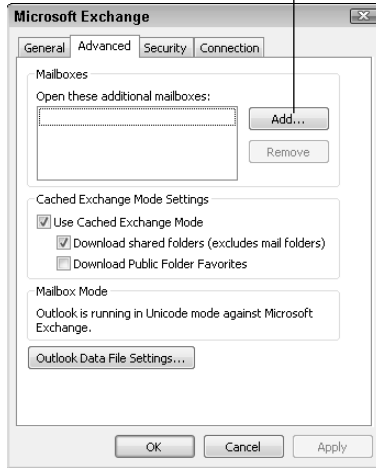 Microsoft Exchange
General Advanced Security Connection
Mailboxes
Open these additional mailboxes:
Add...
Remove
Cached Exchange Mode Settings
Use Cached Exchange Mode
Download shared folders (excludes mail folders)
Download Public Folder Favorites
Mailbox Mode
Outlook is running in Unicode mode against Microsoft
Exchange.
Outlook Data File Settings...
OK Cancel Apply